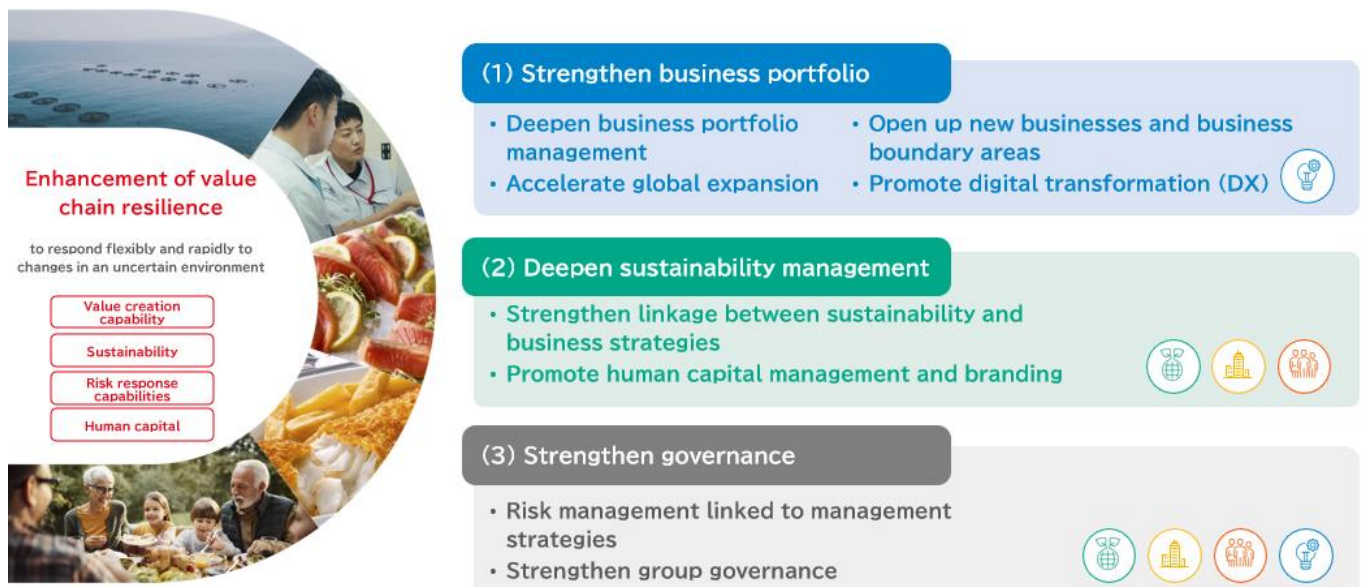 Enhancement of value
chain resilience
to respond flexibly and rapidly to
changes in an uncertain environment
Value creation
capability
Sustainability
Risk response
capabilities
Human capital
(1) Strengthen business portfolio
• Deepen business portfolio
management
• Accelerate global expansion
• Open up new businesses and business
boundary areas
• Promote digital transformation (DX)
(2) Deepen sustainability management
• Strengthen linkage between sustainability and
business strategies
• Promote human capital management and branding
(3) Strengthen governance
• Risk management linked to management
strategies
• Strengthen group governance